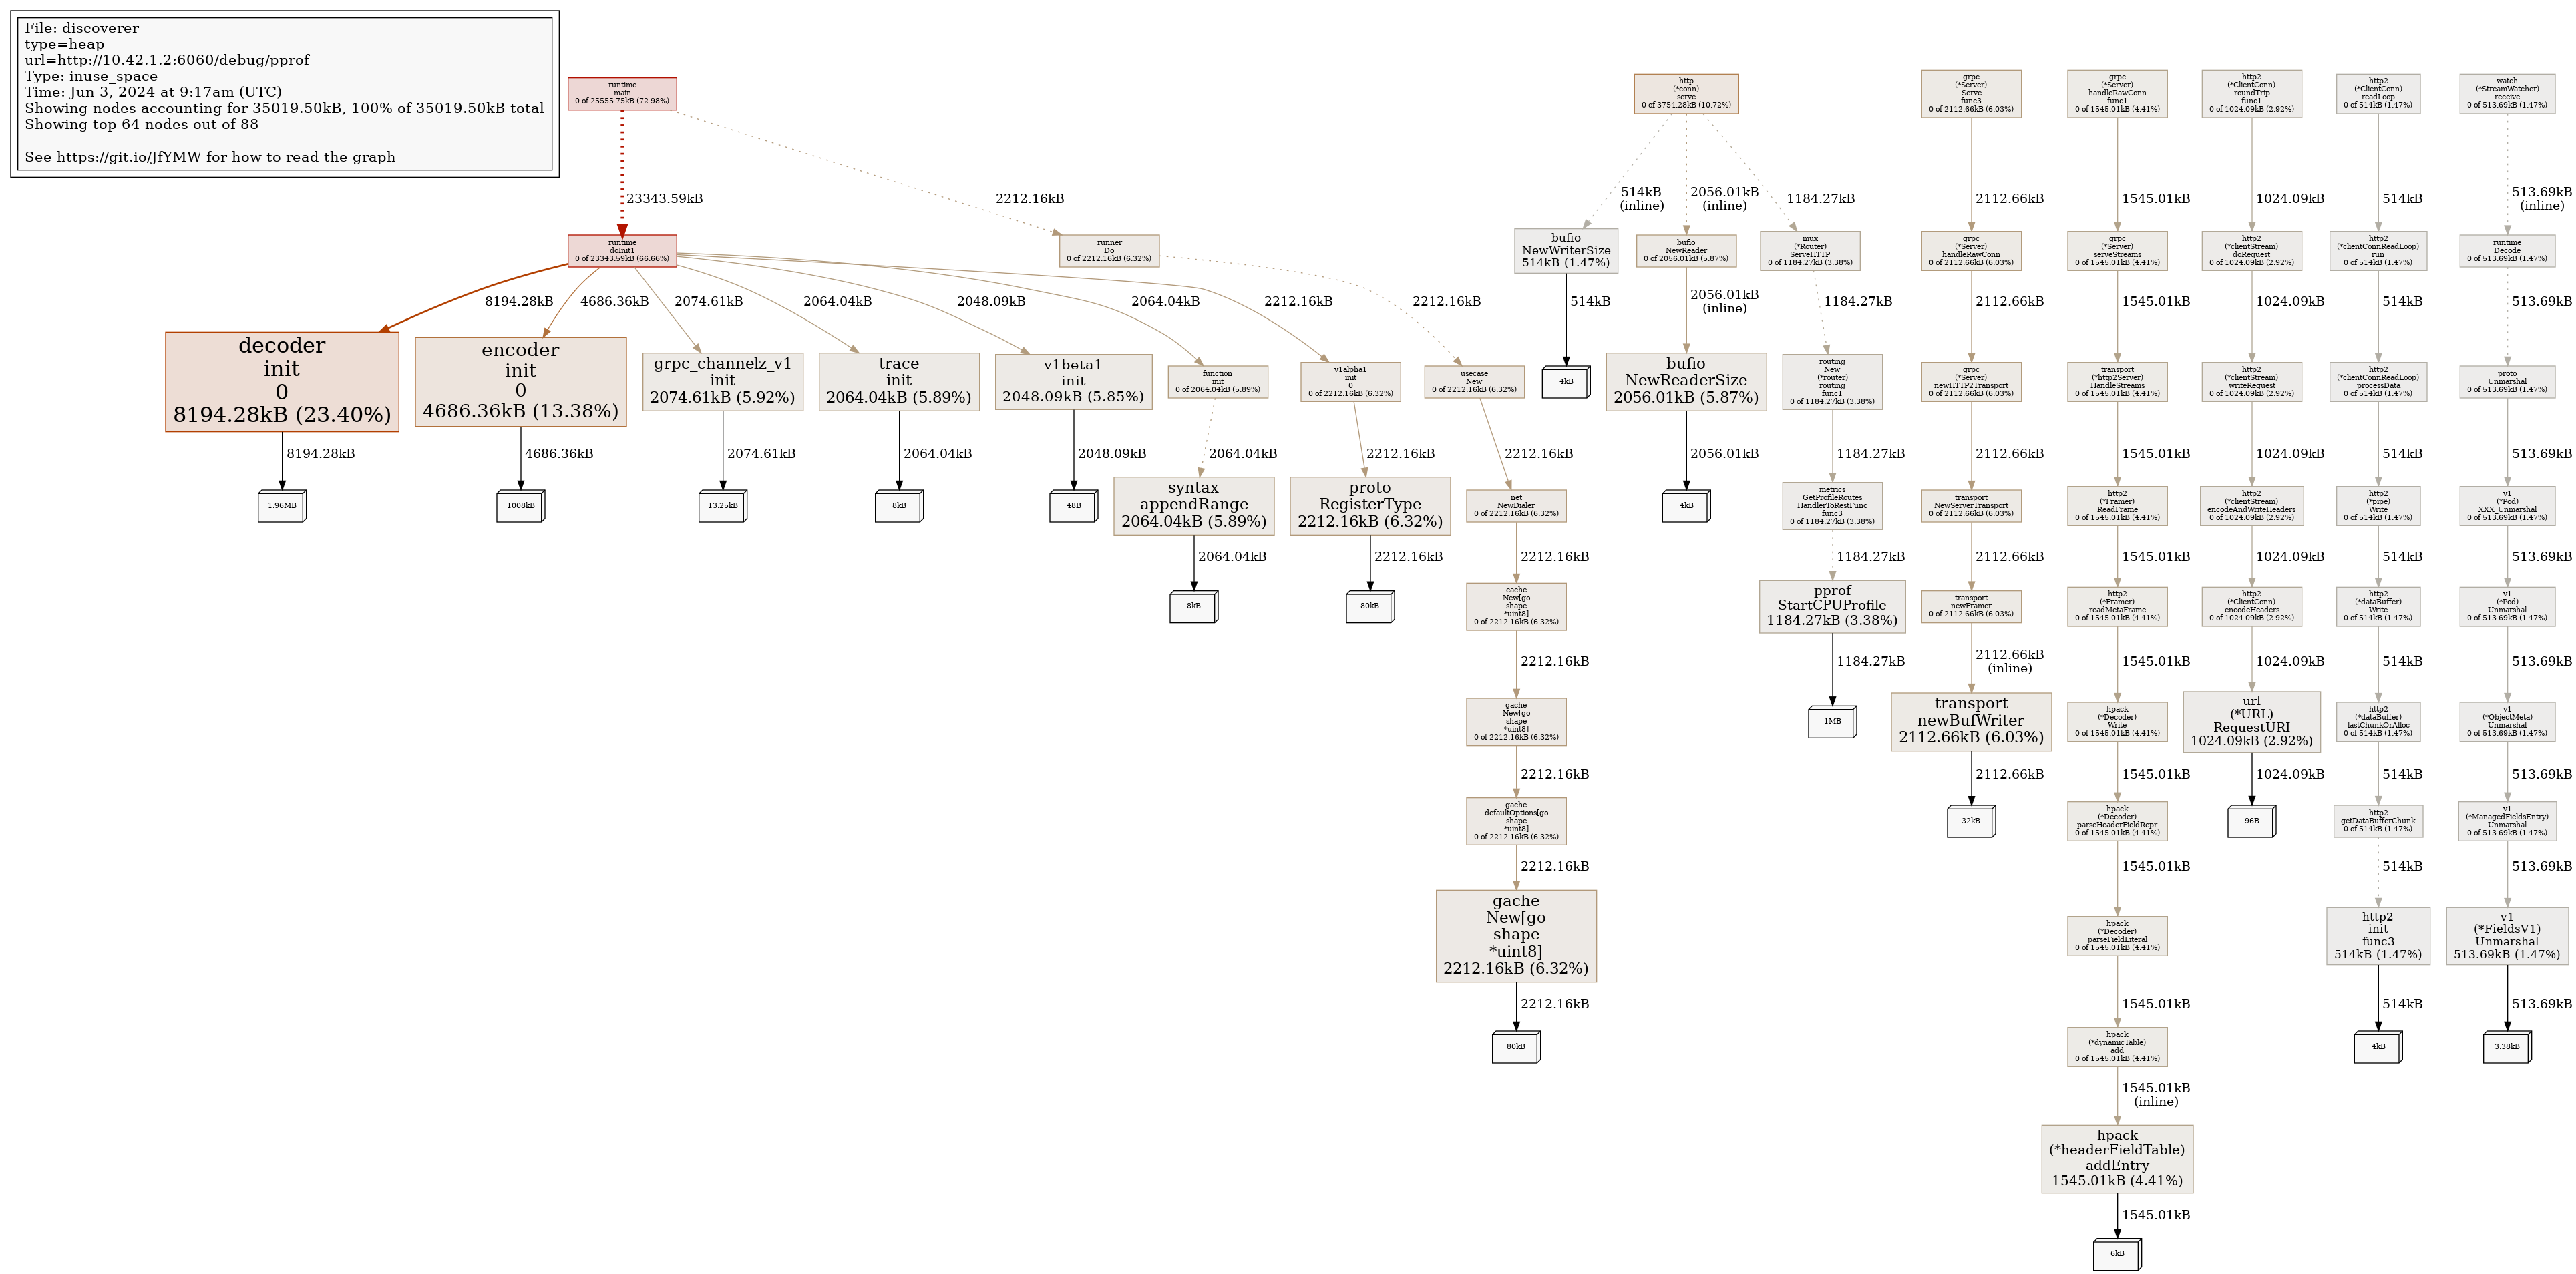 File: discoverer
type=heap
url=http://10.42.1.2:6060/debug/pprof
Type: inuse_space
Time: Jun 3, 2024 at 9:17am (UTC)
Showing nodes accounting for 35019.50kB, 100% of 35019.50kB total
Showing top 64 nodes out of 88
See https://git.io/JfYMW for how to read the graph
runtime
main
0 of 25555.75kB (72.98%)
23343.59kB
2212.16kB
runtime
doInit1
0 of 23343.59kB (66.66%)
runner
Do
0 of 2212.16kB (6.32%)
8194.28kB
4686.36kB
2074.61kB
2064.04kB
2048.09kB
2064.04kB
2212.16kB
2212.16kB
decoder
init
0
8194.28kB (23.40%)
8194.28kB
1.96MB
encoder
init
0
4686.36kB (13.38%)
4686.36kB
1008kB
grpc_channelz_v1
init
2074.61kB (5.92%)
2074.61kB
13.25kB
trace
init
2064.04kB (5.89%)
2064.04kB
8kB
v1beta1
init
2048.09kB (5.85%)
2048.09kB
48B
function
init
0 of 2064.04kB (5.89%)
2064.04kB
syntax
appendRange
2064.04kB (5.89%)
2064.04kB
8kB
v1alpha1
init
0
0 of 2212.16kB (6.32%)
2212.16kB
proto
RegisterType
2212.16kB (6.32%)
2212.16kB
80kB
usecase
New
0 of 2212.16kB (6.32%)
2212.16kB
net
NewDialer
0 of 2212.16kB (6.32%)
2212.16kB
cache
New[go
shape
*uint8]
0 of 2212.16kB (6.32%)
2212.16kB
gache
New[go
shape
*uint8]
0 of 2212.16kB (6.32%)
2212.16kB
gache
defaultOptions[go
shape
*uint8]
0 of 2212.16kB (6.32%)
2212.16kB
gache
New[go
shape
*uint8]
2212.16kB (6.32%)
2212.16kB
80kB
http
(*conn)
serve
0 of 3754.28kB (10.72%)
514kB
(inline)
2056.01kB
(inline)
1184.27kB
bufio
NewWriterSize
514kB (1.47%)
514kB
4kB
bufio
NewReader
0 of 2056.01kB (5.87%)
2056.01kB
(inline)
bufio
NewReaderSize
2056.01kB (5.87%)
2056.01kB
4kB
mux
(*Router)
ServeHTTP
0 of 1184.27kB (3.38%)
1184.27kB
routing
New
(*router)
routing
func1
0 of 1184.27kB (3.38%)
1184.27kB
metrics
GetProfileRoutes
HandlerToRestFunc
func3
0 of 1184.27kB (3.38%)
1184.27kB
pprof
StartCPUProfile
1184.27kB (3.38%)
1184.27kB
1MB
grpc
(*Server)
Serve
func3
0 of 2112.66kB (6.03%)
2112.66kB
grpc
(*Server)
handleRawConn
0 of 2112.66kB (6.03%)
2112.66kB
grpc
(*Server)
newHTTP2Transport
0 of 2112.66kB (6.03%)
2112.66kB
transport
NewServerTransport
0 of 2112.66kB (6.03%)
2112.66kB
transport
newFramer
0 of 2112.66kB (6.03%)
2112.66kB
(inline)
transport
newBufWriter
2112.66kB (6.03%)
2112.66kB
32kB
grpc
(*Server)
handleRawConn
func1
0 of 1545.01kB (4.41%)
1545.01kB
grpc
(*Server)
serveStreams
0 of 1545.01kB (4.41%)
1545.01kB
transport
(*http2Server)
HandleStreams
0 of 1545.01kB (4.41%)
1545.01kB
http2
(*Framer)
ReadFrame
0 of 1545.01kB (4.41%)
1545.01kB
http2
(*Framer)
readMetaFrame
0 of 1545.01kB (4.41%)
1545.01kB
hpack
(*Decoder)
Write
0 of 1545.01kB (4.41%)
1545.01kB
hpack
(*Decoder)
parseHeaderFieldRepr
0 of 1545.01kB (4.41%)
1545.01kB
hpack
(*Decoder)
parseFieldLiteral
0 of 1545.01kB (4.41%)
1545.01kB
hpack
(*dynamicTable)
add
0 of 1545.01kB (4.41%)
1545.01kB
(inline)
hpack
(*headerFieldTable)
addEntry
1545.01kB (4.41%)
1545.01kB
6kB
http2
(*ClientConn)
roundTrip
func1
0 of 1024.09kB (2.92%)
1024.09kB
http2
(*clientStream)
doRequest
0 of 1024.09kB (2.92%)
1024.09kB
http2
(*clientStream)
writeRequest
0 of 1024.09kB (2.92%)
1024.09kB
http2
(*clientStream)
encodeAndWriteHeaders
0 of 1024.09kB (2.92%)
1024.09kB
http2
(*ClientConn)
encodeHeaders
0 of 1024.09kB (2.92%)
1024.09kB
url
(*URL)
RequestURI
1024.09kB (2.92%)
1024.09kB
96B
http2
(*ClientConn)
readLoop
0 of 514kB (1.47%)
514kB
http2
(*clientConnReadLoop)
run
0 of 514kB (1.47%)
514kB
http2
(*clientConnReadLoop)
processData
0 of 514kB (1.47%)
514kB
http2
(*pipe)
Write
0 of 514kB (1.47%)
514kB
http2
(*dataBuffer)
Write
0 of 514kB (1.47%)
514kB
http2
(*dataBuffer)
lastChunkOrAlloc
0 of 514kB (1.47%)
514kB
http2
getDataBufferChunk
0 of 514kB (1.47%)
514kB
http2
init
func3
514kB (1.47%)
514kB
4kB
watch
(*StreamWatcher)
receive
0 of 513.69kB (1.47%)
513.69kB
(inline)
runtime
Decode
0 of 513.69kB (1.47%)
513.69kB
proto
Unmarshal
0 of 513.69kB (1.47%)
513.69kB
v1
(*Pod)
XXX_Unmarshal
0 of 513.69kB (1.47%)
513.69kB
v1
(*Pod)
Unmarshal
0 of 513.69kB (1.47%)
513.69kB
v1
(*ObjectMeta)
Unmarshal
0 of 513.69kB (1.47%)
513.69kB
v1
(*ManagedFieldsEntry)
Unmarshal
0 of 513.69kB (1.47%)
513.69kB
v1
(*FieldsV1)
Unmarshal
513.69kB (1.47%)
513.69kB
3.38kB